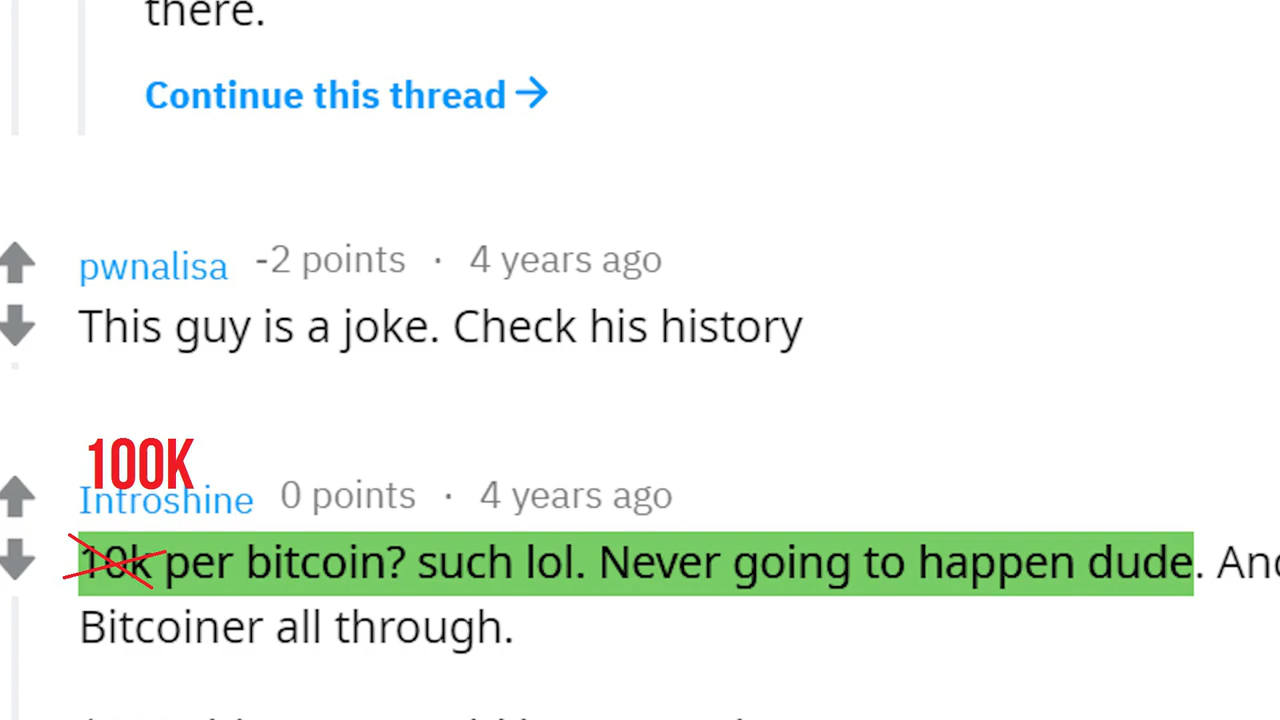 there.
Continue this thread →
pwnalisa -2 points · 4 years ago
This guy is a joke. Check his history
100K
Introshine 0 points · 4 years ago
10k per bitcoin? such lol. Never going to happen dude.
Bitcoiner all through.